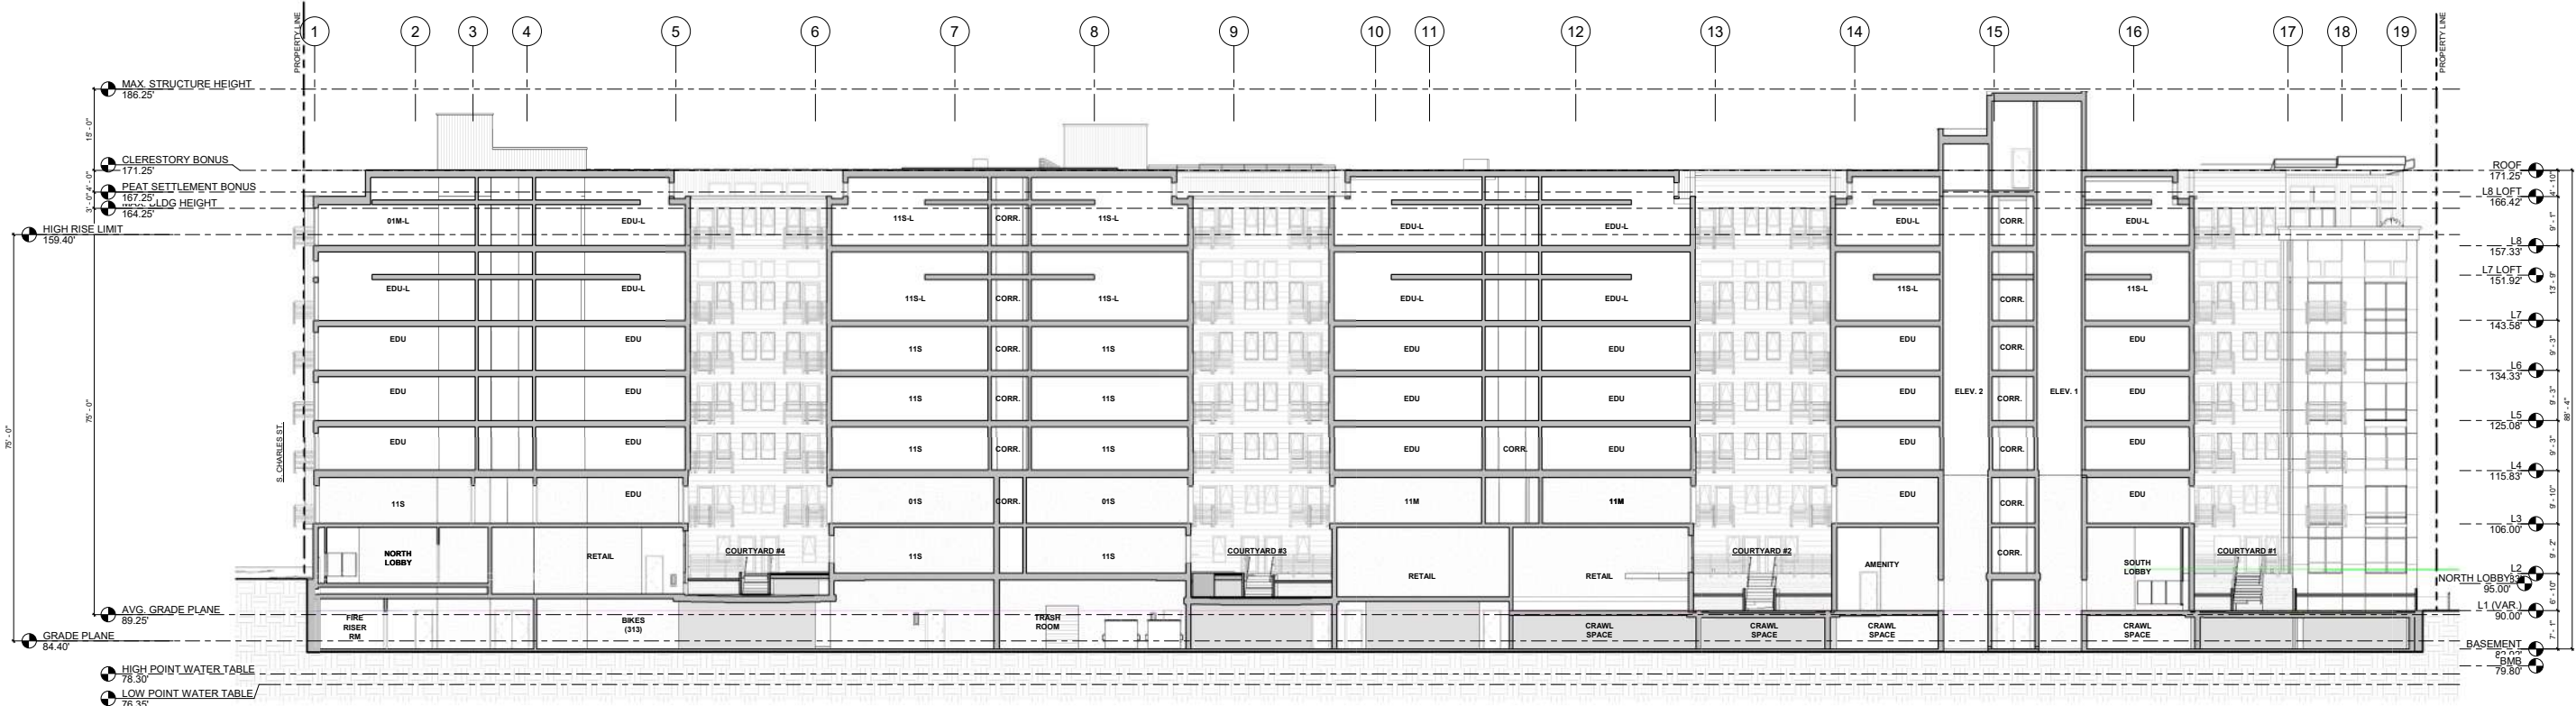 PROPERTY LINE
1
2
3
4
5
6
7
8
9
10
11
12
13
14
15
16
17
18
19
PROPERTY LINE
MAX. STRUCTURE HEIGHT
186.25'
15' - 0"
CLERESTORY BONUS
171.25'
4' - 0"
PEAT SETTLEMENT BONUS
167.25'
3' - 0"
BLDG HEIGHT
164.25'
HIGH RISE LIMIT
159.40'
75' - 0"
75' - 0"
S. CHARLES ST.
AVG. GRADE PLANE
89.25'
GRADE PLANE
84.40'
HIGH POINT WATER TABLE
78.30'
LOW POINT WATER TABLE
76.35'
01M-L
EDU-L
11S-L
CORR.
11S-L
EDU-L
EDU-L
EDU-L
CORR.
EDU-L
EDU-L
EDU-L
11S-L
CORR.
11S-L
EDU-L
EDU-L
11S-L
CORR.
11S-L
EDU
EDU
11S
CORR.
11S
EDU
EDU
EDU
CORR.
EDU
EDU
EDU
11S
CORR.
11S
EDU
EDU
EDU
ELEV. 2
CORR.
ELEV. 1
EDU
EDU
EDU
11S
CORR.
11S
EDU
CORR.
EDU
EDU
CORR.
EDU
11S
EDU
01S
CORR.
01S
11M
11M
EDU
CORR.
EDU
NORTH
LOBBY
RETAIL
COURTYARD #4
11S
11S
COURTYARD #3
RETAIL
RETAIL
COURTYARD #2
AMENITY
CORR.
SOUTH
LOBBY
COURTYARD #1
FIRE
RISER
RM
BIKES
(313)
TRASH
ROOM
CRAWL
SPACE
CRAWL
SPACE
CRAWL
SPACE
CRAWL
SPACE
ROOF
171.25'
4' - 10"
L8 LOFT
166.42'
9' - 1"
L8
157.33'
L7 LOFT
151.92'
13' - 9"
L7
143.58'
9' - 3"
L6
134.33'
9' - 3"
L5
125.08'
9' - 3"
L4
115.83'
9' - 10"
L3
106.00'
9' - 2"
L2
NORTH LOBBY
95.00'
6' - 10"
L1 (VAR.)
90.00'
7' - 1"
BASEMENT
BMB
79.80'
88' - 4"